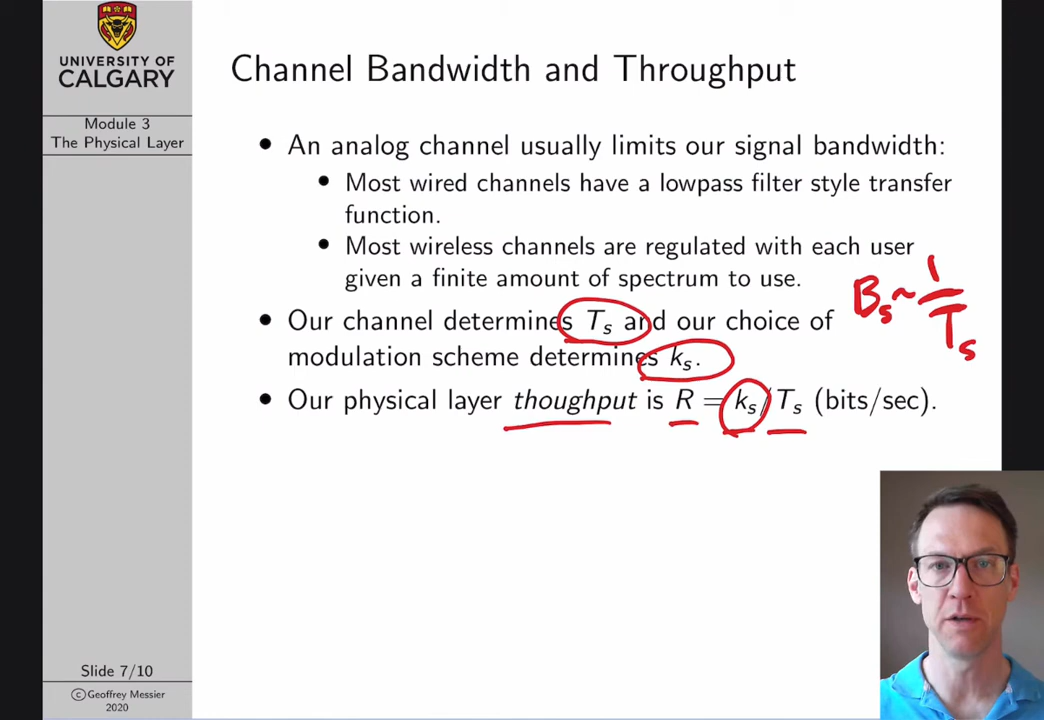 UNIVERSITY OF
CALGARY
Module 3
The Physical Layer
Channel Bandwidth and Throughput
• An analog channel usually limits our signal bandwidth:
• Most wired channels have a lowpass filter style transfer
function.
• Most wireless channels are regulated with each user
given a finite amount of spectrum to use.
• Our channel determines Tₛ and our choice of
modulation scheme determines kₛ.
• Our physical layer thoughput is R = kₛ/Tₛ (bits/sec).
Bₛ ~ 1/Tₛ
Slide 7/10
© Geoffrey Messier
2020